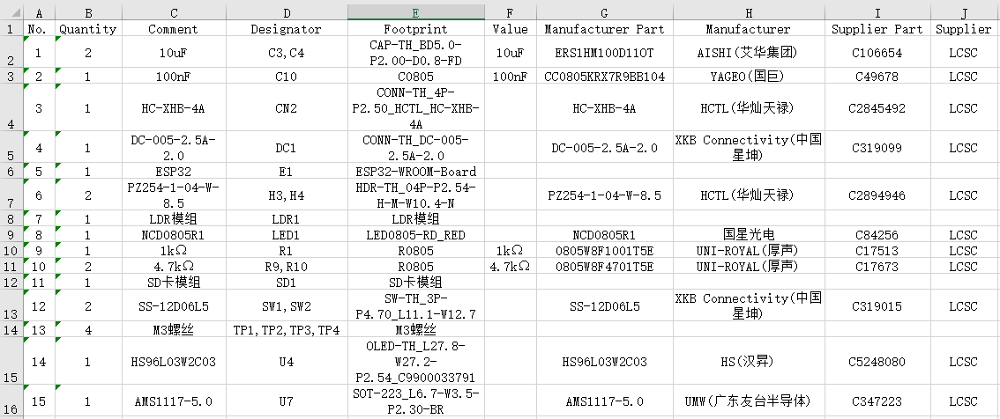 A B C D E F G H I J
1 No. Quantity Comment Designator Footprint Value Manufacturer Part Manufacturer Supplier Part Supplier
2 1 2 10uF C3,C4 CAP-TH_BD5.0-P2.00-D0.8-FD 10uF ERS1HM100D11OT AISHI(艾华集团) C106654 LCSC
3 2 1 100nF C10 C0805 100nF CC0805KRX7R9BB104 YAGEO(国巨) C49678 LCSC
4 3 1 HC-XHB-4A CN2 CONN-TH_4P-P2.50_HCTL_HC-XHB-4A HC-XHB-4A HCTL(华灿天禄) C2845492 LCSC
5 4 1 DC-005-2.5A-2.0 DC1 CONN-TH_DC-005-2.5A-2.0 DC-005-2.5A-2.0 XKB Connectivity(中国星坤) C319099 LCSC
6 5 1 ESP32 E1 ESP32-WROOM-Board
7 6 2 PZ254-1-04-W-8.5 H3,H4 HDR-TH_04P-P2.54-H-M-W10.4-N PZ254-1-04-W-8.5 HCTL(华灿天禄) C2894946 LCSC
8 7 1 LDR模组 LDR1 LDR模组
9 8 1 NCD0805R1 LED1 LED0805-RD_RED NCD0805R1 国星光电 C84256 LCSC
10 9 1 1kΩ R1 R0805 1kΩ 0805W8F1001T5E UNI-ROYAL(厚声) C17513 LCSC
11 10 2 4.7kΩ R9,R10 R0805 4.7kΩ 0805W8F4701T5E UNI-ROYAL(厚声) C17673 LCSC
12 11 1 SD卡模组 SD1 SD卡模组
13 12 2 SS-12D06L5 SW1,SW2 SW-TH_3P-P4.70_L11.1-W12.7 SS-12D06L5 XKB Connectivity(中国星坤) C319015 LCSC
14 13 4 M3螺丝 TP1,TP2,TP3,TP4 M3螺丝
15 14 1 HS96L03W2C03 U4 OLED-TH_L27.8-W27.2-P2.54_C9900033791 HS96L03W2C03 HS(汉昇) C5248080 LCSC
16 15 1 AMS1117-5.0 U7 SOT-223_L6.7-W3.5-P2.30-BR AMS1117-5.0 UMW(广东友台半导体) C347223 LCSC